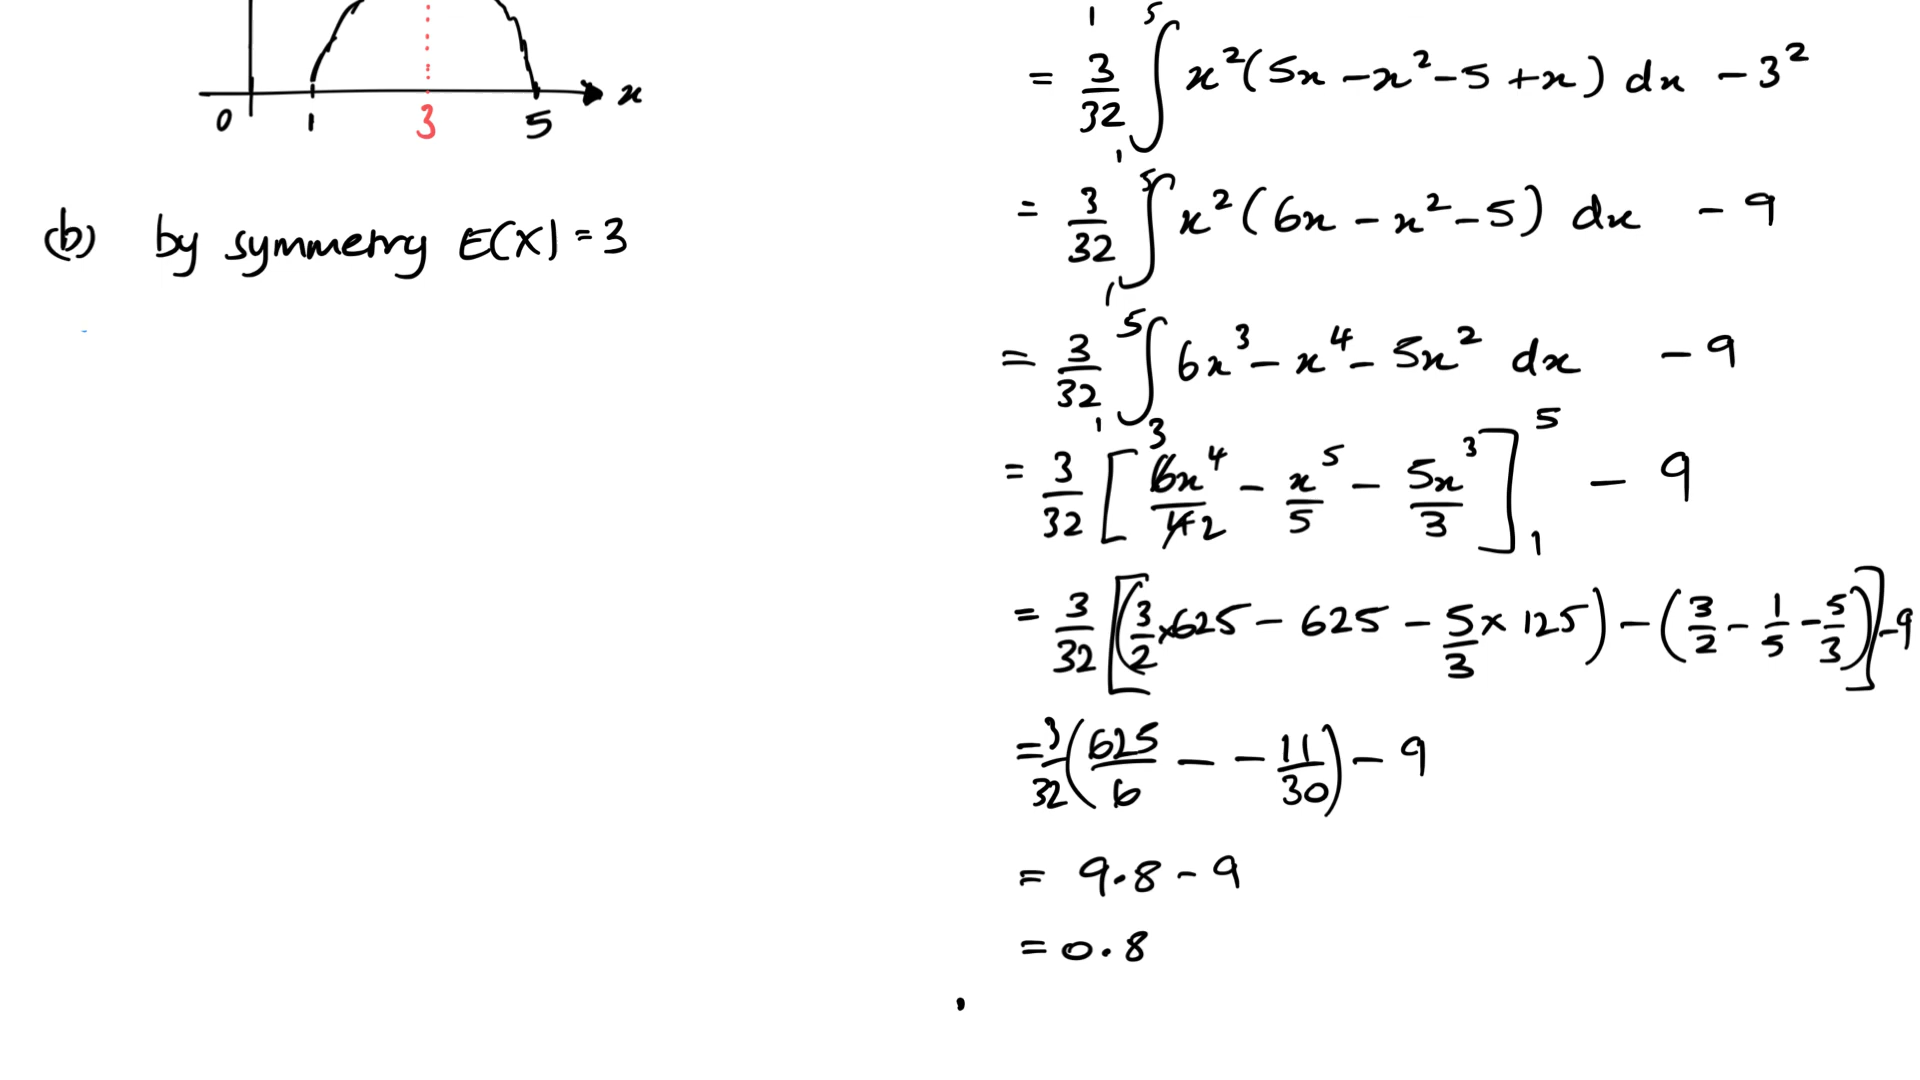 0 1 3 5 x
(b) by symmetry E(X) = 3
= 3/32 ∫₁⁵ x²(5x - x² - 5 + x) dx - 3²
= 3/32 ∫₁⁵ x²(6x - x² - 5) dx - 9
= 3/32 ∫₁⁵ 6x³ - x⁴ - 5x² dx - 9
= 3/32 [ 3 6x⁴/4 2 - x⁵/5 - 5x³/3 ]₁⁵ - 9
= 3/32 [(3/2 × 625 - 625 - 5/3 × 125) - (3/2 - 1/5 - 5/3)] - 9
= 3/32 (625/6 - - 11/30) - 9
= 9.8 - 9
= 0.8